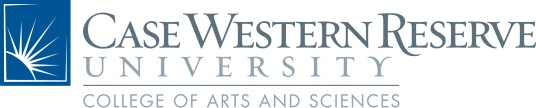 CASE WESTERN RESERVE
UNIVERSITY
COLLEGE OF ARTS AND SCIENCES